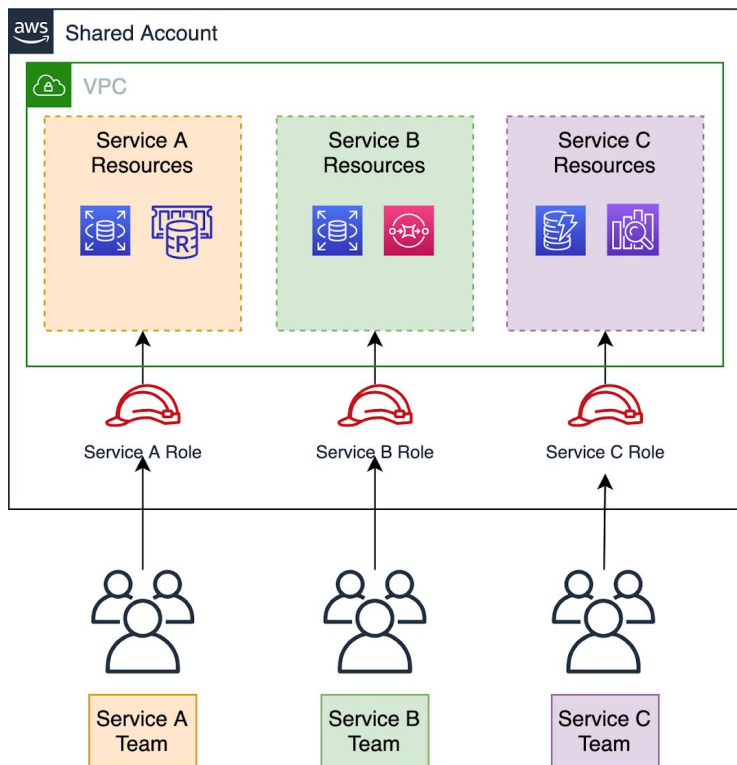 aws
Shared Account
VPC
Service A
Resources
Service B
Resources
Service C
Resources
R
Service A Role
Service B Role
Service C Role
Service A
Team
Service B
Team
Service C
Team